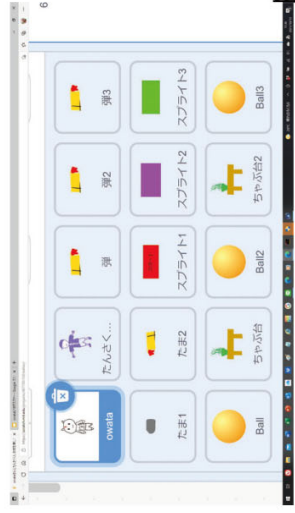 6
owata
たんさく...
弾
弾2
弾3
たま1
たま2
スプライト1
スプライト2
スプライト3
Ball
ちゃぶ台
Ball2
ちゃぶ台2
Ball3